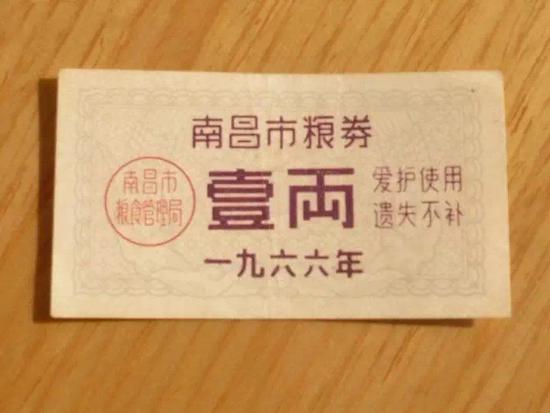 南昌市粮券
南昌市
粮食管理局
壹两
爱护使用
遗失不补
一九六六年